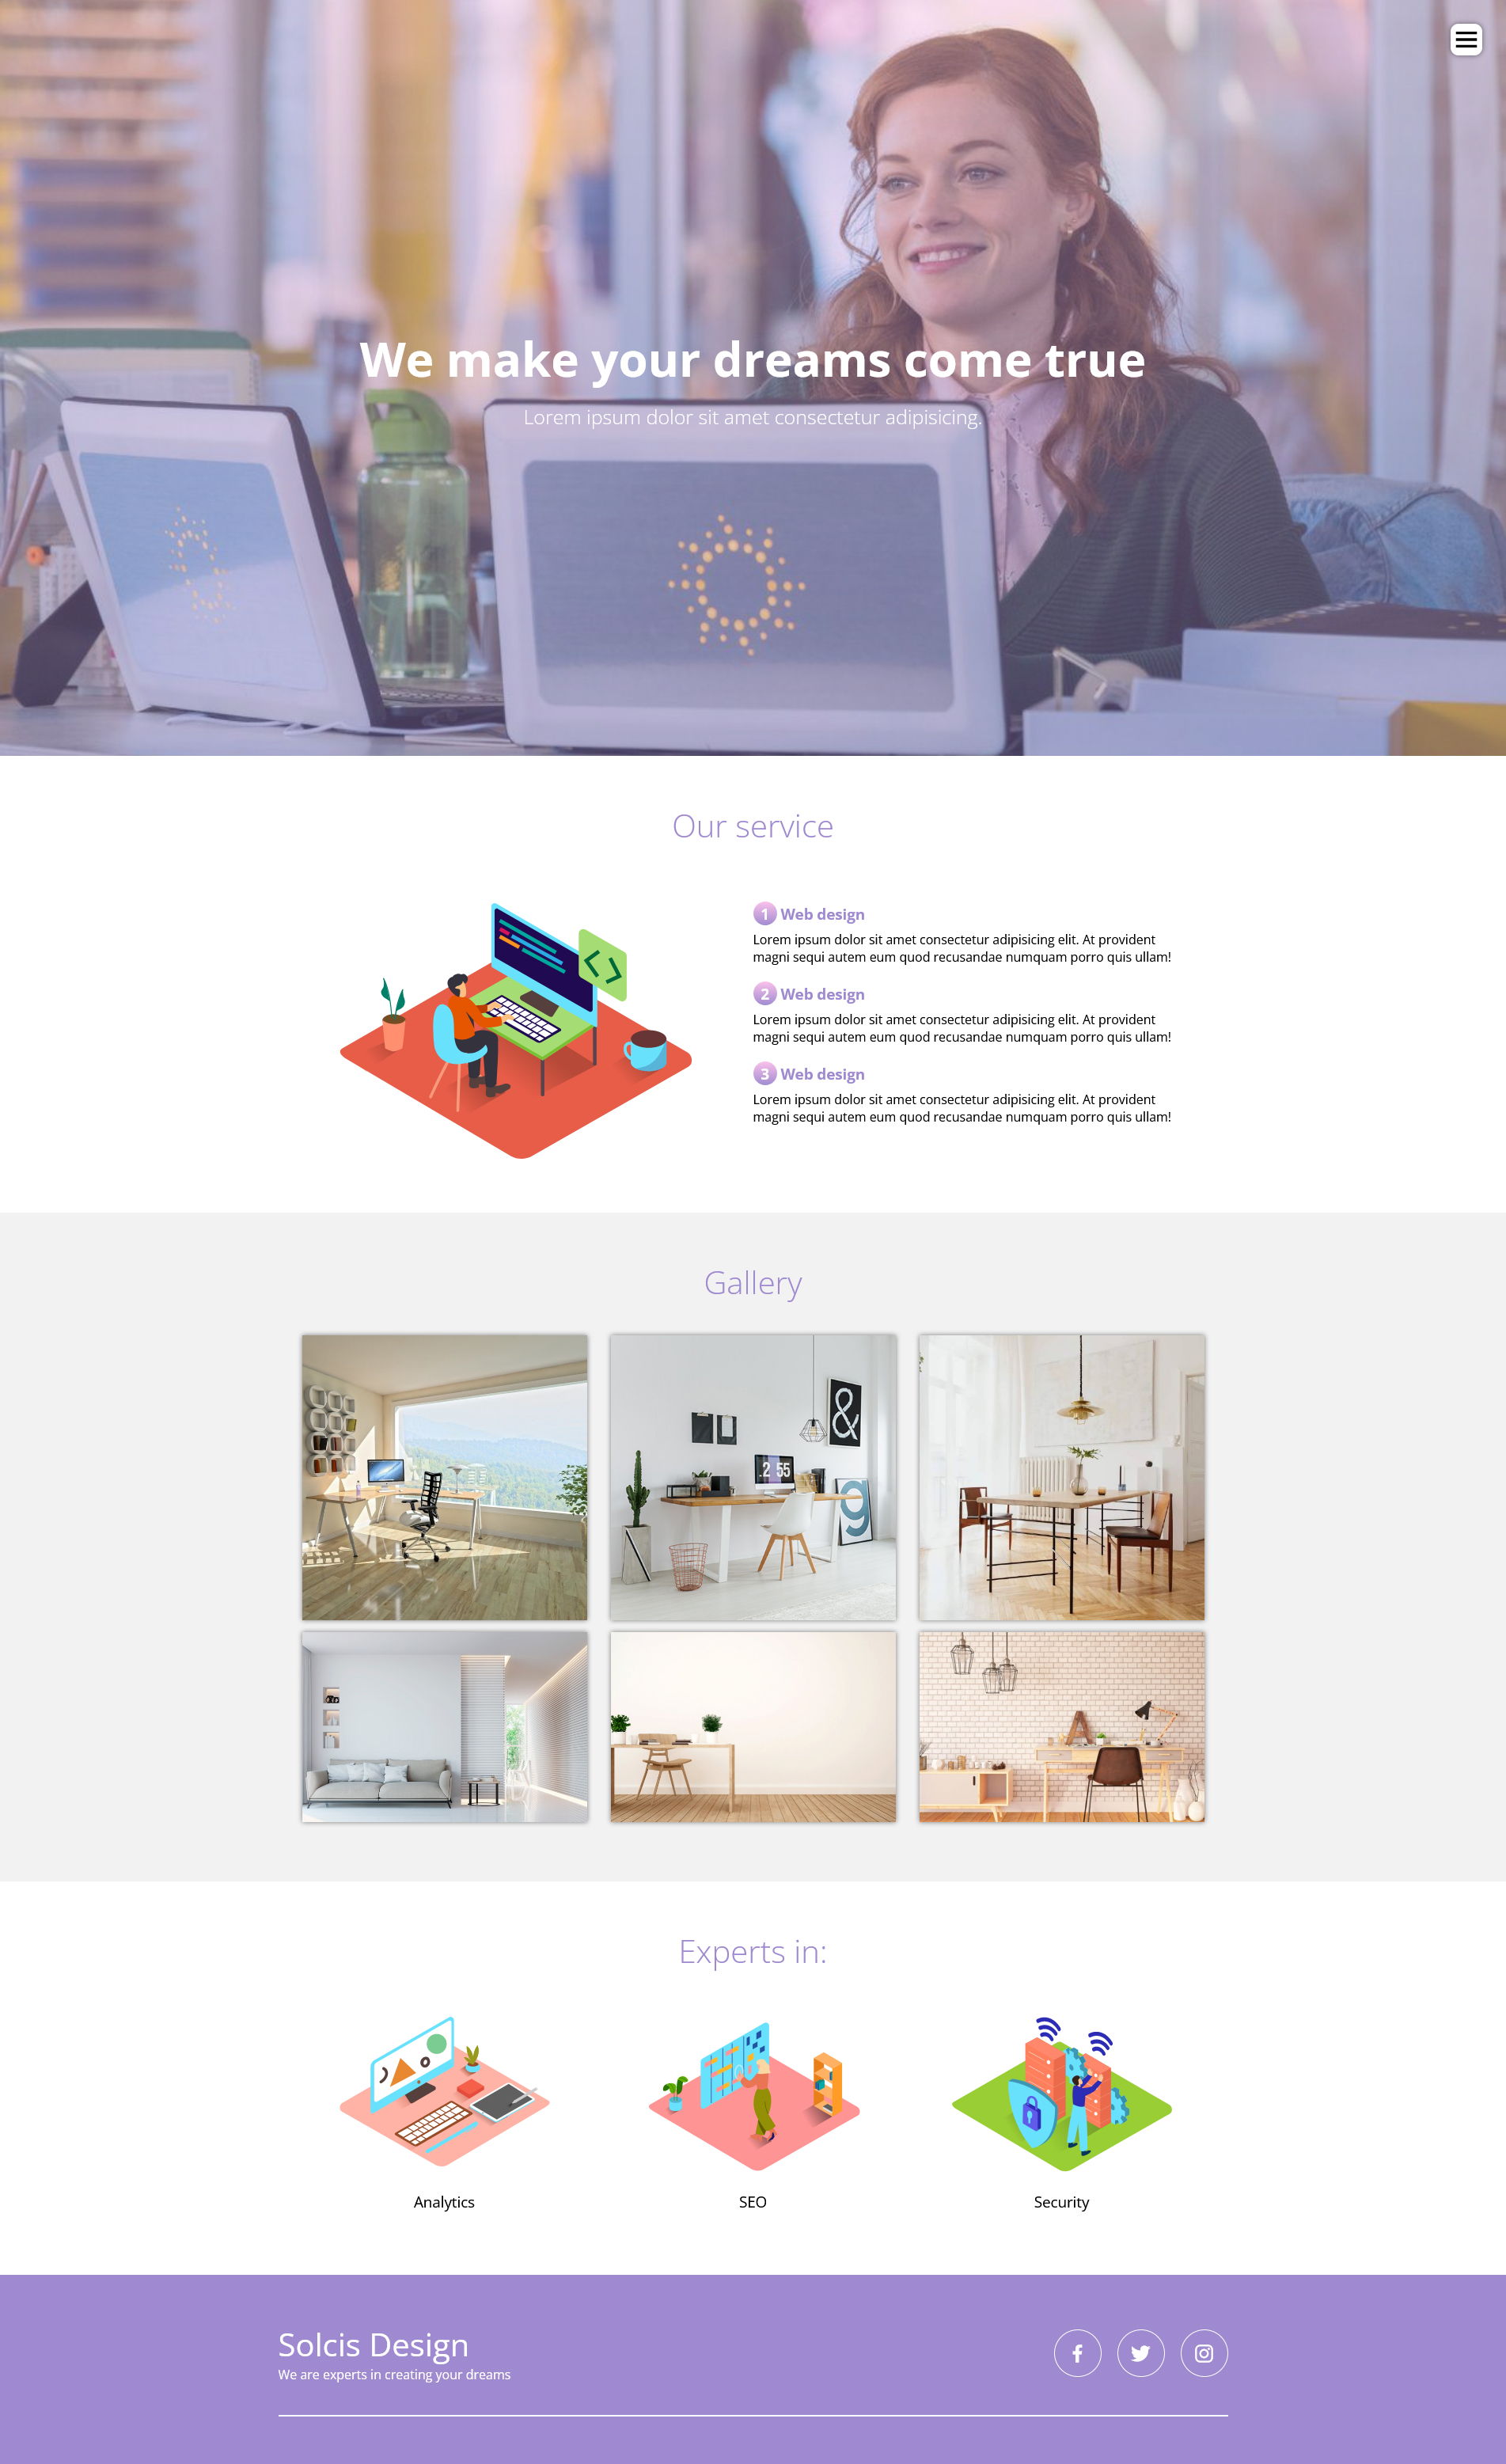 We make your dreams come true
Lorem ipsum dolor sit amet consectetur adipisicing.
Our service
1 Web design
Lorem ipsum dolor sit amet consectetur adipisicing elit. At provident
magni sequi autem eum quod recusandae numquam porro quis ullam!
2 Web design
Lorem ipsum dolor sit amet consectetur adipisicing elit. At provident
magni sequi autem eum quod recusandae numquam porro quis ullam!
3 Web design
Lorem ipsum dolor sit amet consectetur adipisicing elit. At provident
magni sequi autem eum quod recusandae numquam porro quis ullam!
Gallery
&
2 55
g
A
Experts in:
Analytics
SEO
Security
Solcis Design
We are experts in creating your dreams